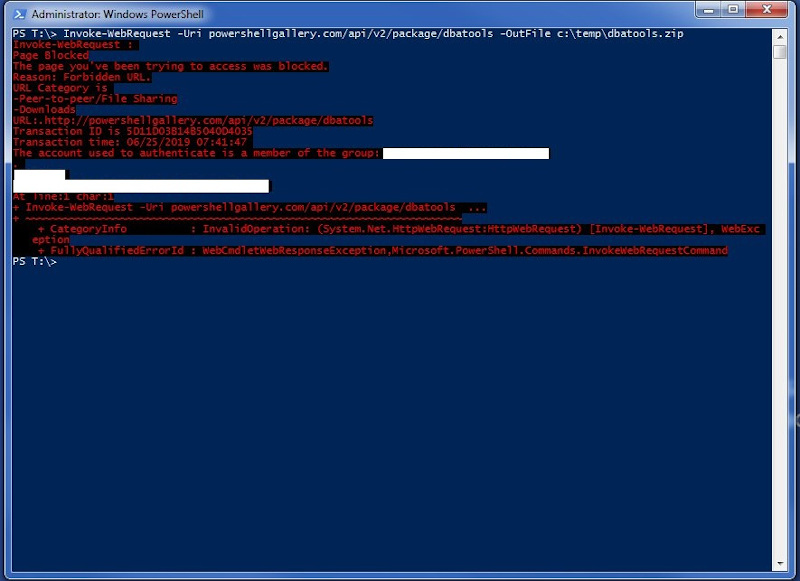 Administrator: Windows PowerShell
PS T:\> Invoke-WebRequest -Uri powershellgallery.com/api/v2/package/dbatools -OutFile c:\temp\dbatools.zip
Invoke-WebRequest :
Page Blocked
The page you've been trying to access was blocked.
Reason: Forbidden URL.
URL Category is
-Peer-to-peer/File Sharing
-Downloads
URL:.http://powershellgallery.com/api/v2/package/dbatools
Transaction ID is 5D11D03B1485040D4035
Transaction time: 06/25/2019 07:41:47
The account used to authenticate is a member of the group:
.
At line:1 char:1
+ Invoke-WebRequest -Uri powershellgallery.com/api/v2/package/dbatools  ...
+ ~~~~~~~~~~~~~~~~~~~~~~~~~~~~~~~~~~~~~~~~~~~~~~~~~~~~~~~~~~~~~~~~~~~~~
    + CategoryInfo          : InvalidOperation: (System.Net.HttpWebRequest:HttpWebRequest) [Invoke-WebRequest], WebExc
   eption
    + FullyQualifiedErrorId : WebCmdletWebResponseException,Microsoft.PowerShell.Commands.InvokeWebRequestCommand
PS T:\>